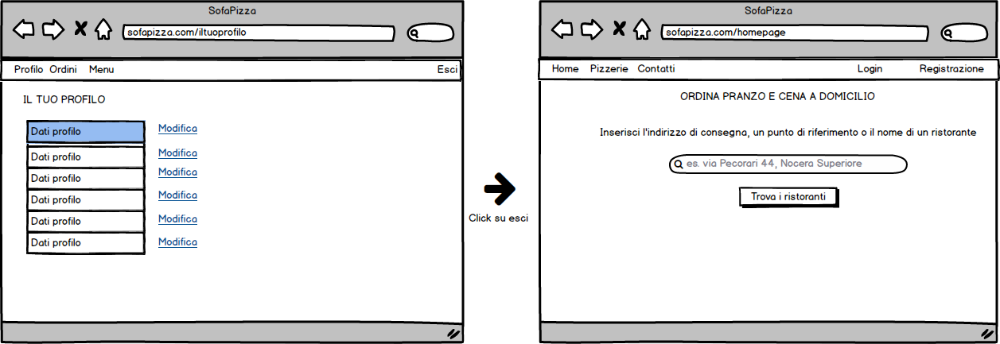 SofaPizza
sofapizza.com/iltuoprofilo
Profilo Ordini Menu Esci
IL TUO PROFILO
Dati profilo Modifica
Dati profilo Modifica
Dati profilo Modifica
Dati profilo Modifica
Dati profilo Modifica
Dati profilo Modifica
Click su esci
SofaPizza
sofapizza.com/homepage
Home Pizzerie Contatti Login Registrazione
ORDINA PRANZO E CENA A DOMICILIO
Inserisci l'indirizzo di consegna, un punto di riferimento o il nome di un ristorante
es. via Pecorari 44, Nocera Superiore
Trova i ristoranti